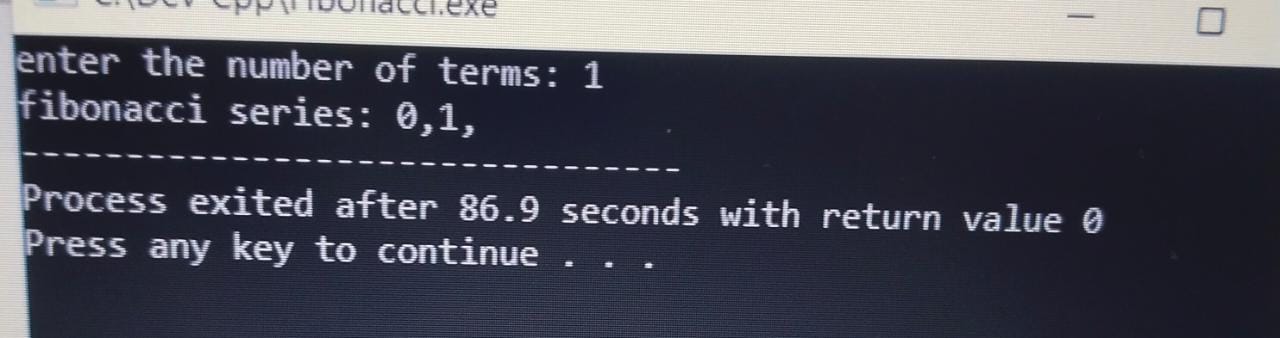 C:\Dev-Cpp\Fibonacci.exe
enter the number of terms: 1
fibonacci series: 0,1,
--------------------------------
Process exited after 86.9 seconds with return value 0
Press any key to continue . . .